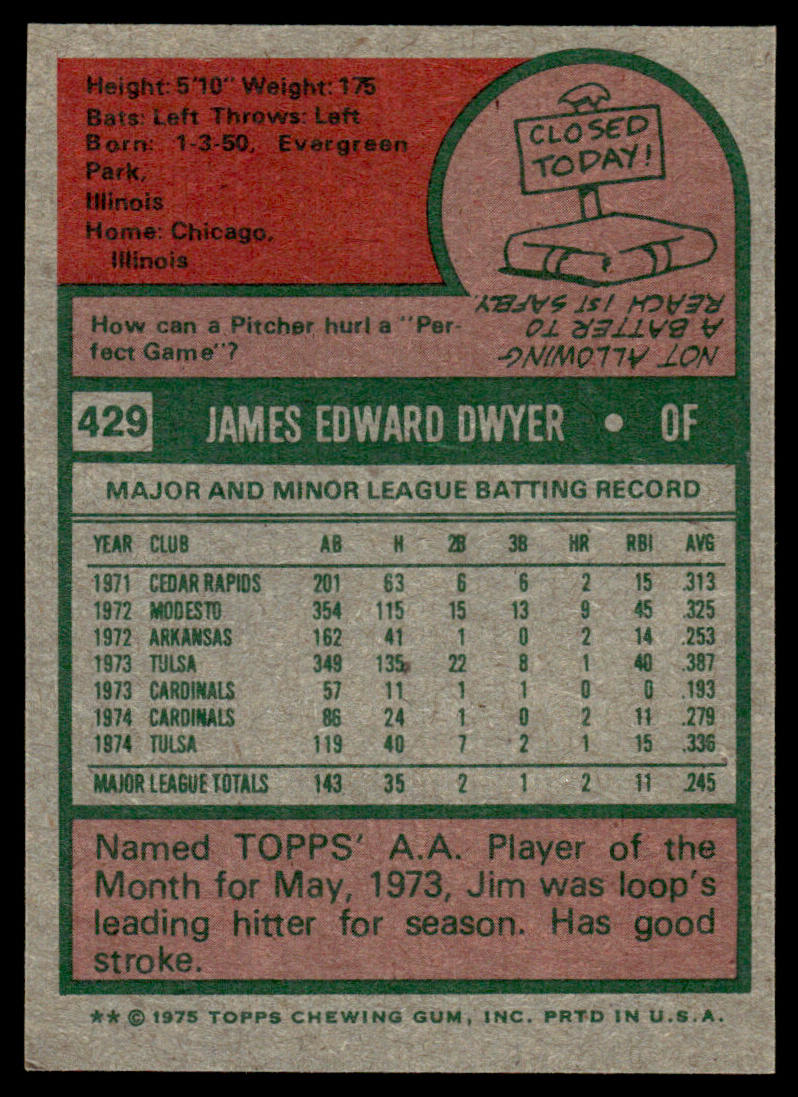 Height: 5'10" Weight: 175
Bats: Left Throws: Left
Born: 1-3-50, Evergreen
Park,
Illinois
Home: Chicago,
Illinois
CLOSED
TODAY!
How can a Pitcher hurl a "Per-
fect Game"?
NOT ALLOWING
A BATTER TO
REACH 1ST SAFELY.
429 JAMES EDWARD DWYER • OF
MAJOR AND MINOR LEAGUE BATTING RECORD
YEAR CLUB AB H 2B 3B HR RBI AVG
1971 CEDAR RAPIDS 201 63 6 6 2 15 .313
1972 MODESTO 354 115 15 13 9 45 .325
1972 ARKANSAS 162 41 1 0 2 14 .253
1973 TULSA 349 135 22 8 1 40 .387
1973 CARDINALS 57 11 1 1 0 0 .193
1974 CARDINALS 86 24 1 0 2 11 .279
1974 TULSA 119 40 7 2 1 15 .336
MAJOR LEAGUE TOTALS 143 35 2 1 2 11 .245
Named TOPPS' A.A. Player of the
Month for May, 1973, Jim was loop's
leading hitter for season. Has good
stroke.
** © 1975 TOPPS CHEWING GUM, INC. PRTD IN U.S.A.